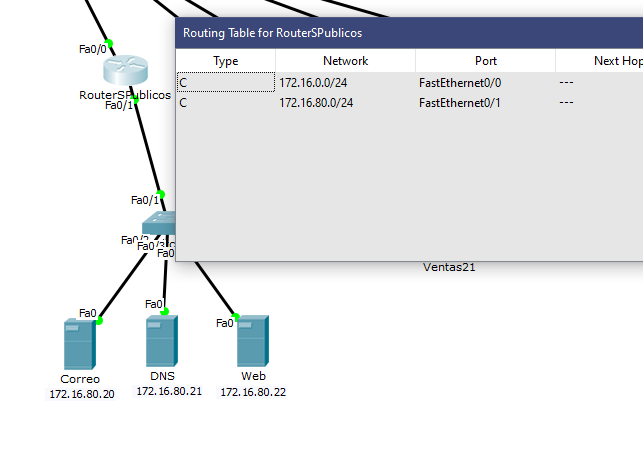 Routing Table for RouterSPublicos
Type Network Port Next Hop
C 172.16.0.0/24 FastEthernet0/0 ---
C 172.16.80.0/24 FastEthernet0/1 ---
Fa0/0
RouterSPublicos
Fa0/1
Fa0/1
Fa0/2
Fa0/3
Fa0
Ventas21
Fa0
Fa0
Fa0
Correo
172.16.80.20
DNS
172.16.80.21
Web
172.16.80.22